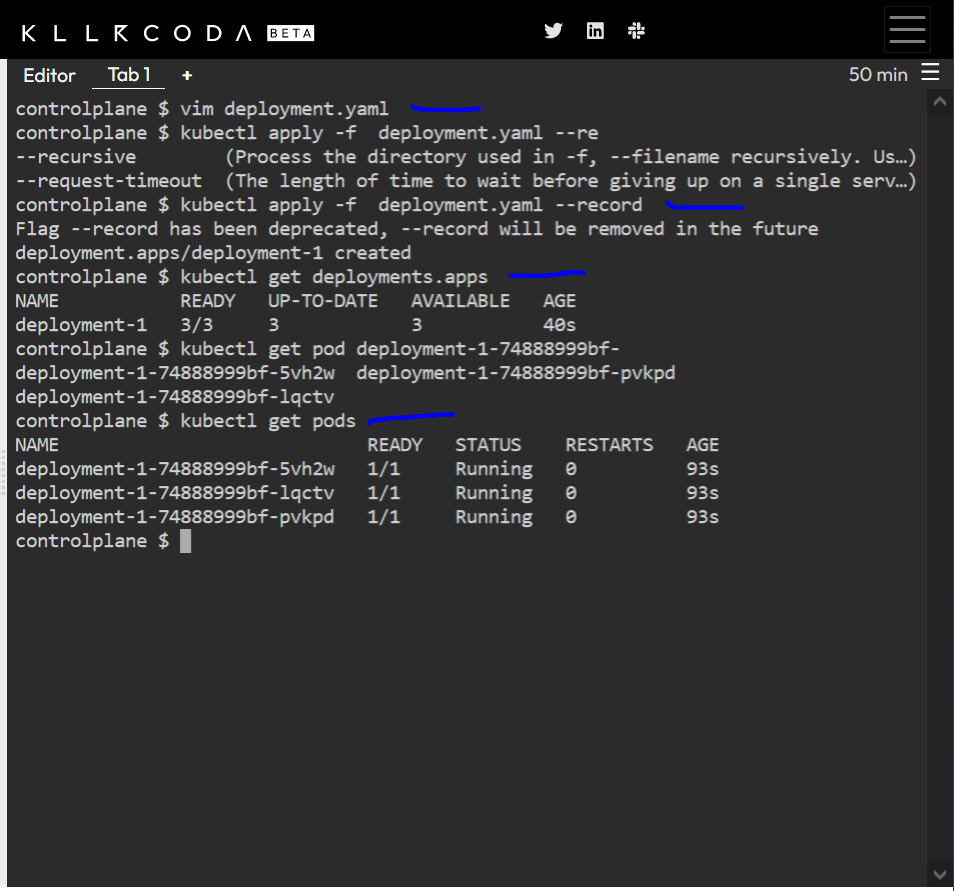 KLLRCODA BETA
Editor Tab 1 + 50 min
controlplane $ vim deployment.yaml
controlplane $ kubectl apply -f  deployment.yaml --re
--recursive        (Process the directory used in -f, --filename recursively. Us…)
--request-timeout  (The length of time to wait before giving up on a single serv…)
controlplane $ kubectl apply -f  deployment.yaml --record
Flag --record has been deprecated, --record will be removed in the future
deployment.apps/deployment-1 created
controlplane $ kubectl get deployments.apps
NAME           READY   UP-TO-DATE   AVAILABLE   AGE
deployment-1   3/3     3            3           40s
controlplane $ kubectl get pod deployment-1-74888999bf-
deployment-1-74888999bf-5vh2w  deployment-1-74888999bf-pvkpd
deployment-1-74888999bf-lqctv
controlplane $ kubectl get pods
NAME                            READY   STATUS    RESTARTS   AGE
deployment-1-74888999bf-5vh2w   1/1     Running   0          93s
deployment-1-74888999bf-lqctv   1/1     Running   0          93s
deployment-1-74888999bf-pvkpd   1/1     Running   0          93s
controlplane $